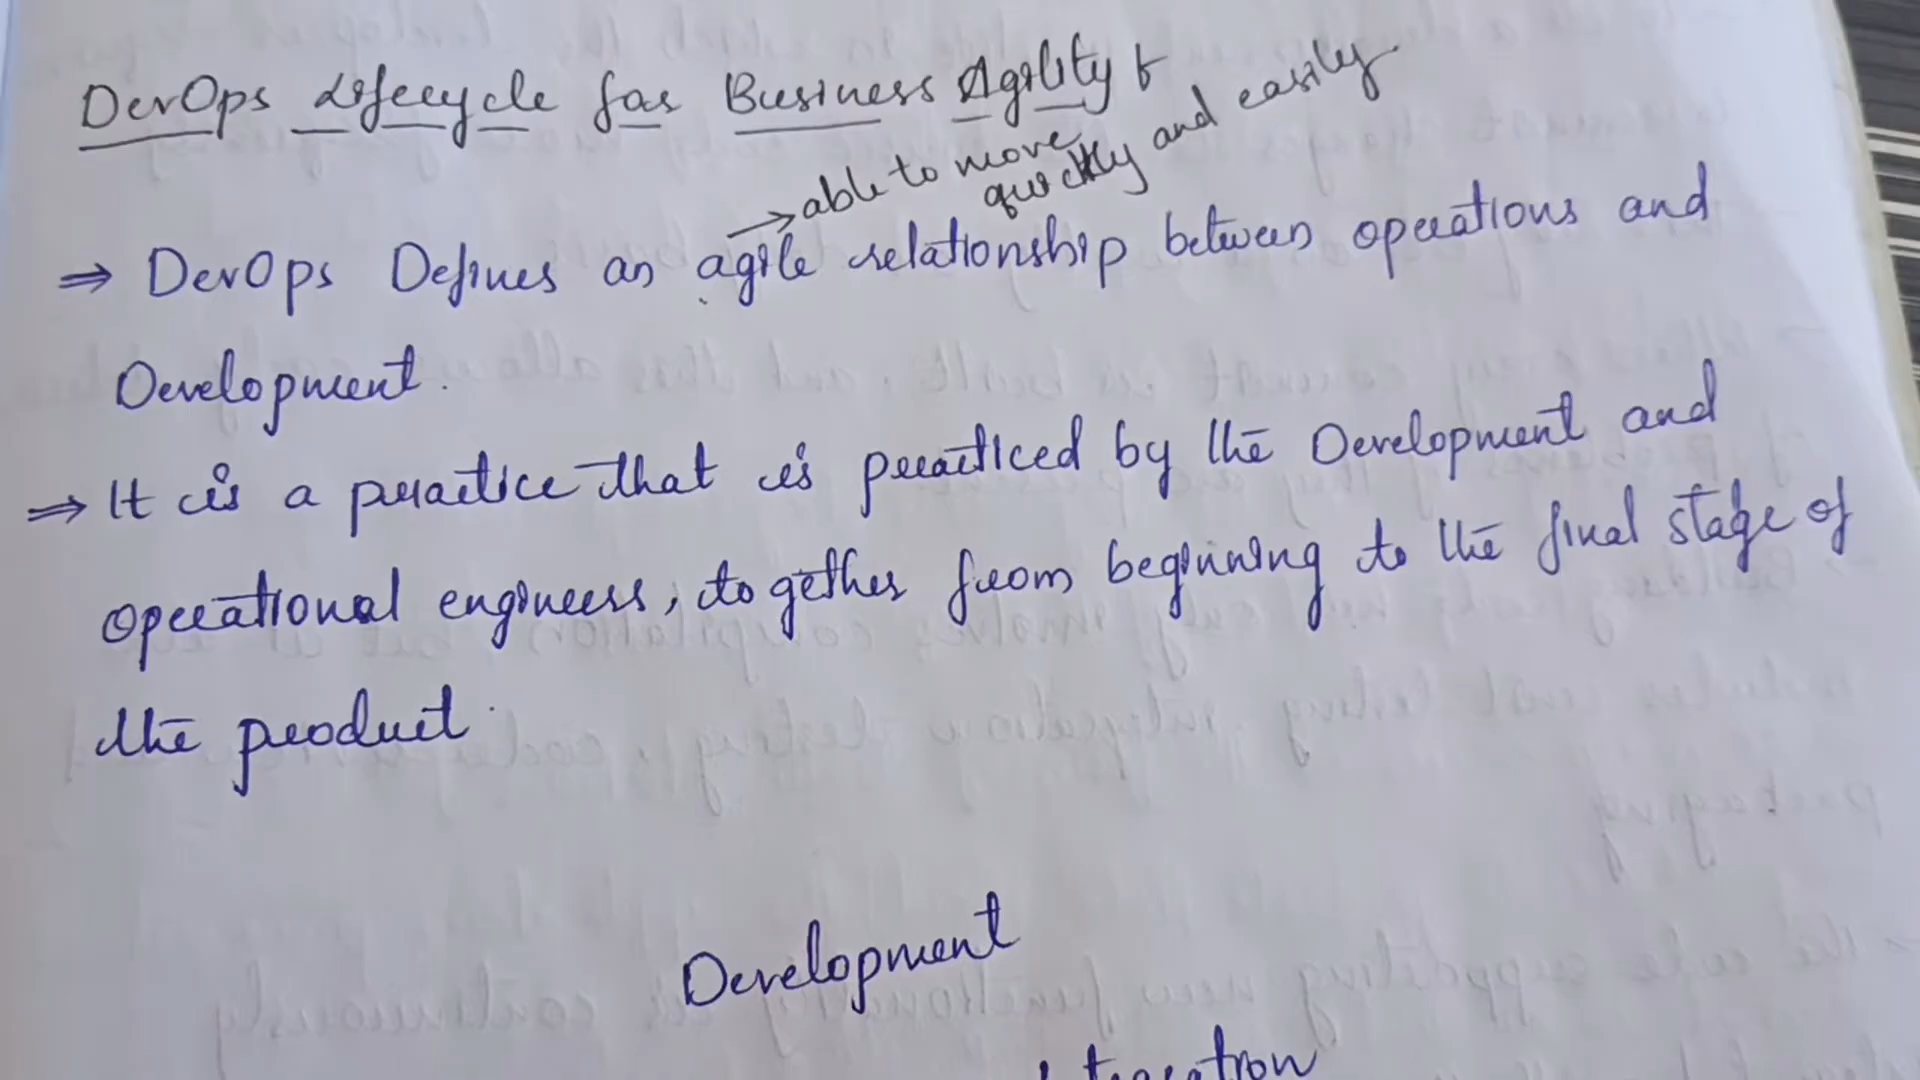 DevOps Lifecycle for Business Agility
→ able to move
quickly and easily
⇒ DevOps Defines an agile relationship between operations and
Development.
⇒ It is a practice that is practiced by the Development and
operational engineers, together from beginning to the final stage of
the product.
Development